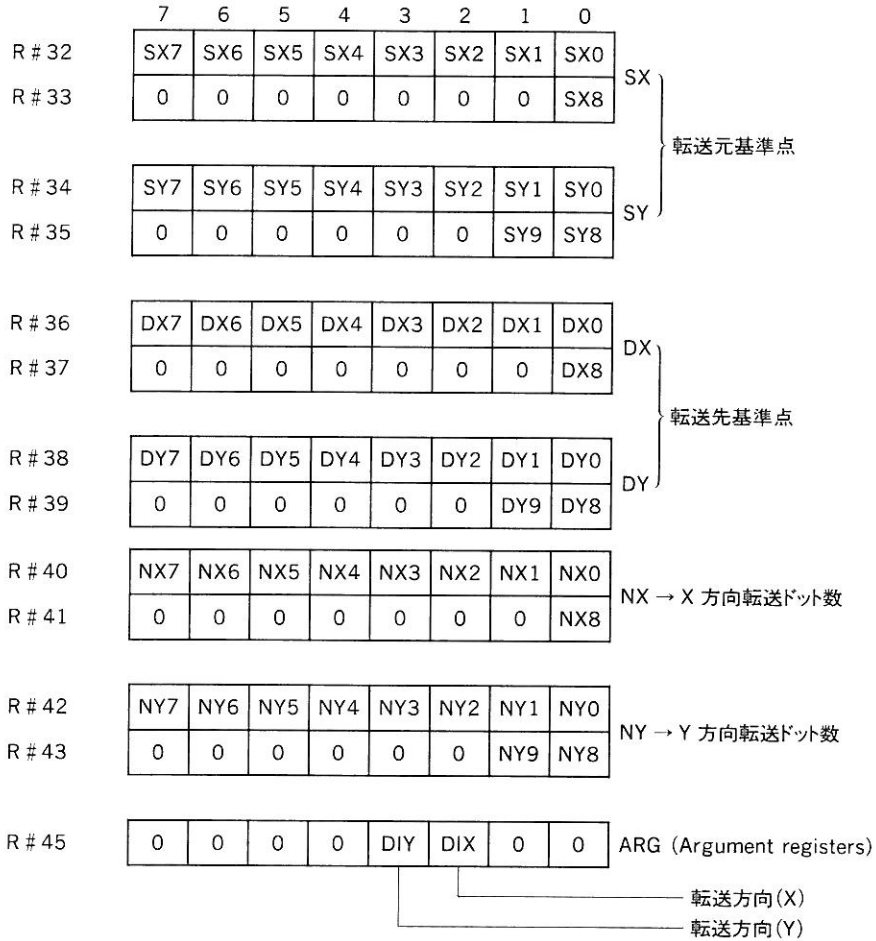 7 6 5 4 3 2 1 0
R#32 SX7 SX6 SX5 SX4 SX3 SX2 SX1 SX0
SX
R#33 0 0 0 0 0 0 0 SX8
転送元基準点
R#34 SY7 SY6 SY5 SY4 SY3 SY2 SY1 SY0
SY
R#35 0 0 0 0 0 0 SY9 SY8
R#36 DX7 DX6 DX5 DX4 DX3 DX2 DX1 DX0
DX
R#37 0 0 0 0 0 0 0 DX8
転送先基準点
R#38 DY7 DY6 DY5 DY4 DY3 DY2 DY1 DY0
DY
R#39 0 0 0 0 0 0 DY9 DY8
R#40 NX7 NX6 NX5 NX4 NX3 NX2 NX1 NX0
NX → X 方向転送ドット数
R#41 0 0 0 0 0 0 0 NX8
R#42 NY7 NY6 NY5 NY4 NY3 NY2 NY1 NY0
NY → Y 方向転送ドット数
R#43 0 0 0 0 0 0 NY9 NY8
R#45 0 0 0 0 DIY DIX 0 0 ARG (Argument registers)
転送方向(X)
転送方向(Y)